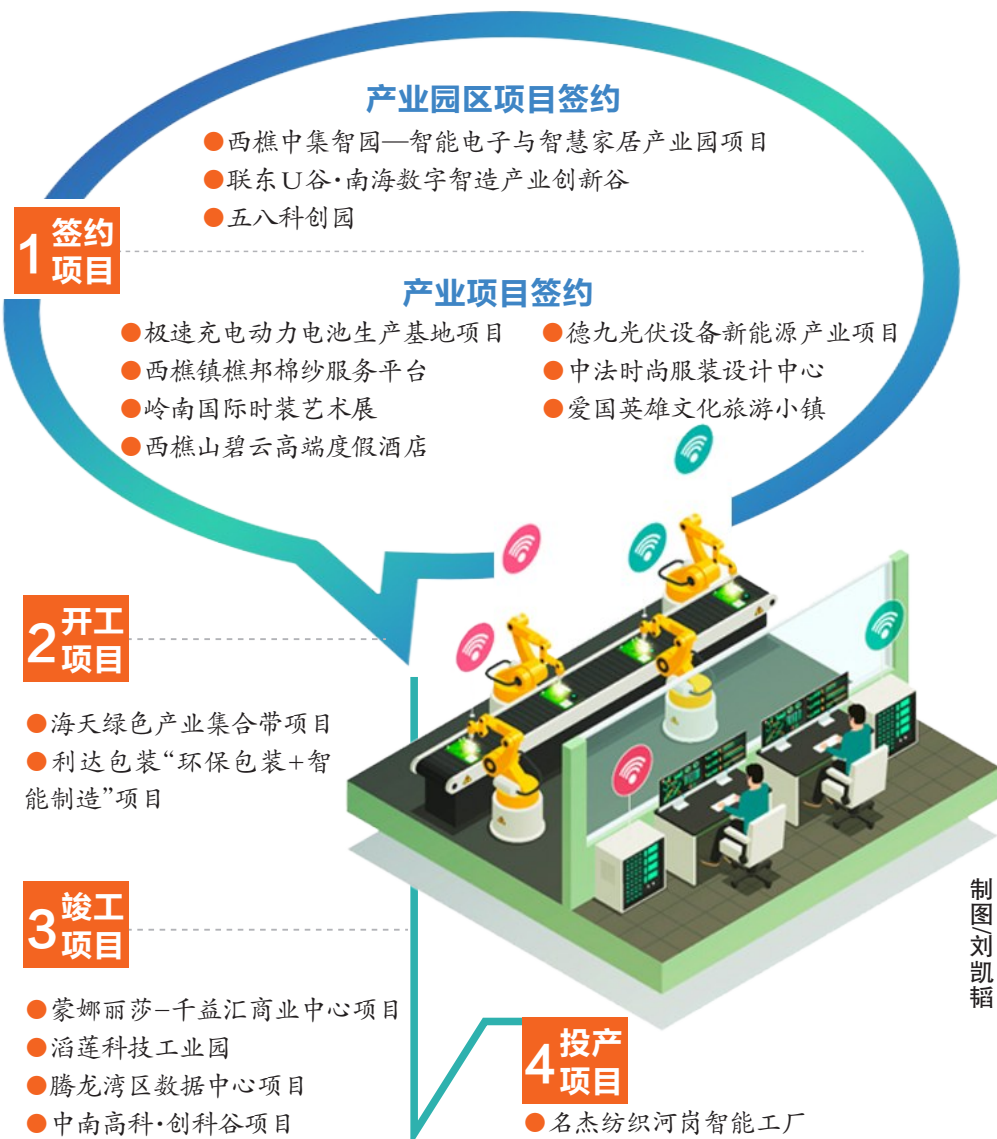 产业园区项目签约
●西樵中集智园—智能电子与智慧家居产业园项目
●联东U谷·南海数字智造产业创新谷
●五八科创园
1 签约
项目
产业项目签约
●极速充电动力电池生产基地项目
●西樵镇樵邦棉纱服务平台
●岭南国际时装艺术展
●西樵山碧云高端度假酒店
●德九光伏设备新能源产业项目
●中法时尚服装设计中心
●爱国英雄文化旅游小镇
2 开工
项目
●海天绿色产业集合带项目
●利达包装“环保包装+智
能制造”项目
3 竣工
项目
●蒙娜丽莎-千益汇商业中心项目
●滔莲科技工业园
●腾龙湾区数据中心项目
●中南高科·创科谷项目
4 投产
项目
●名杰纺织河岗智能工厂
制图/刘凯韬